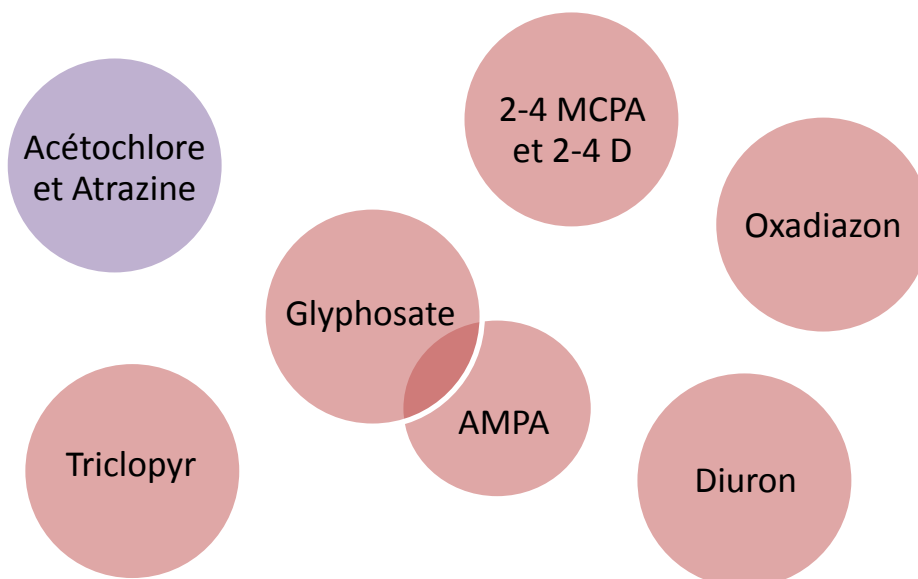 Acétochlore
et Atrazine
2-4 MCPA
et 2-4 D
Oxadiazon
Glyphosate
AMPA
Triclopyr
Diuron